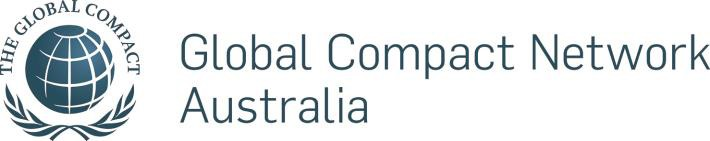 THE GLOBAL COMPACT
Global Compact Network
Australia